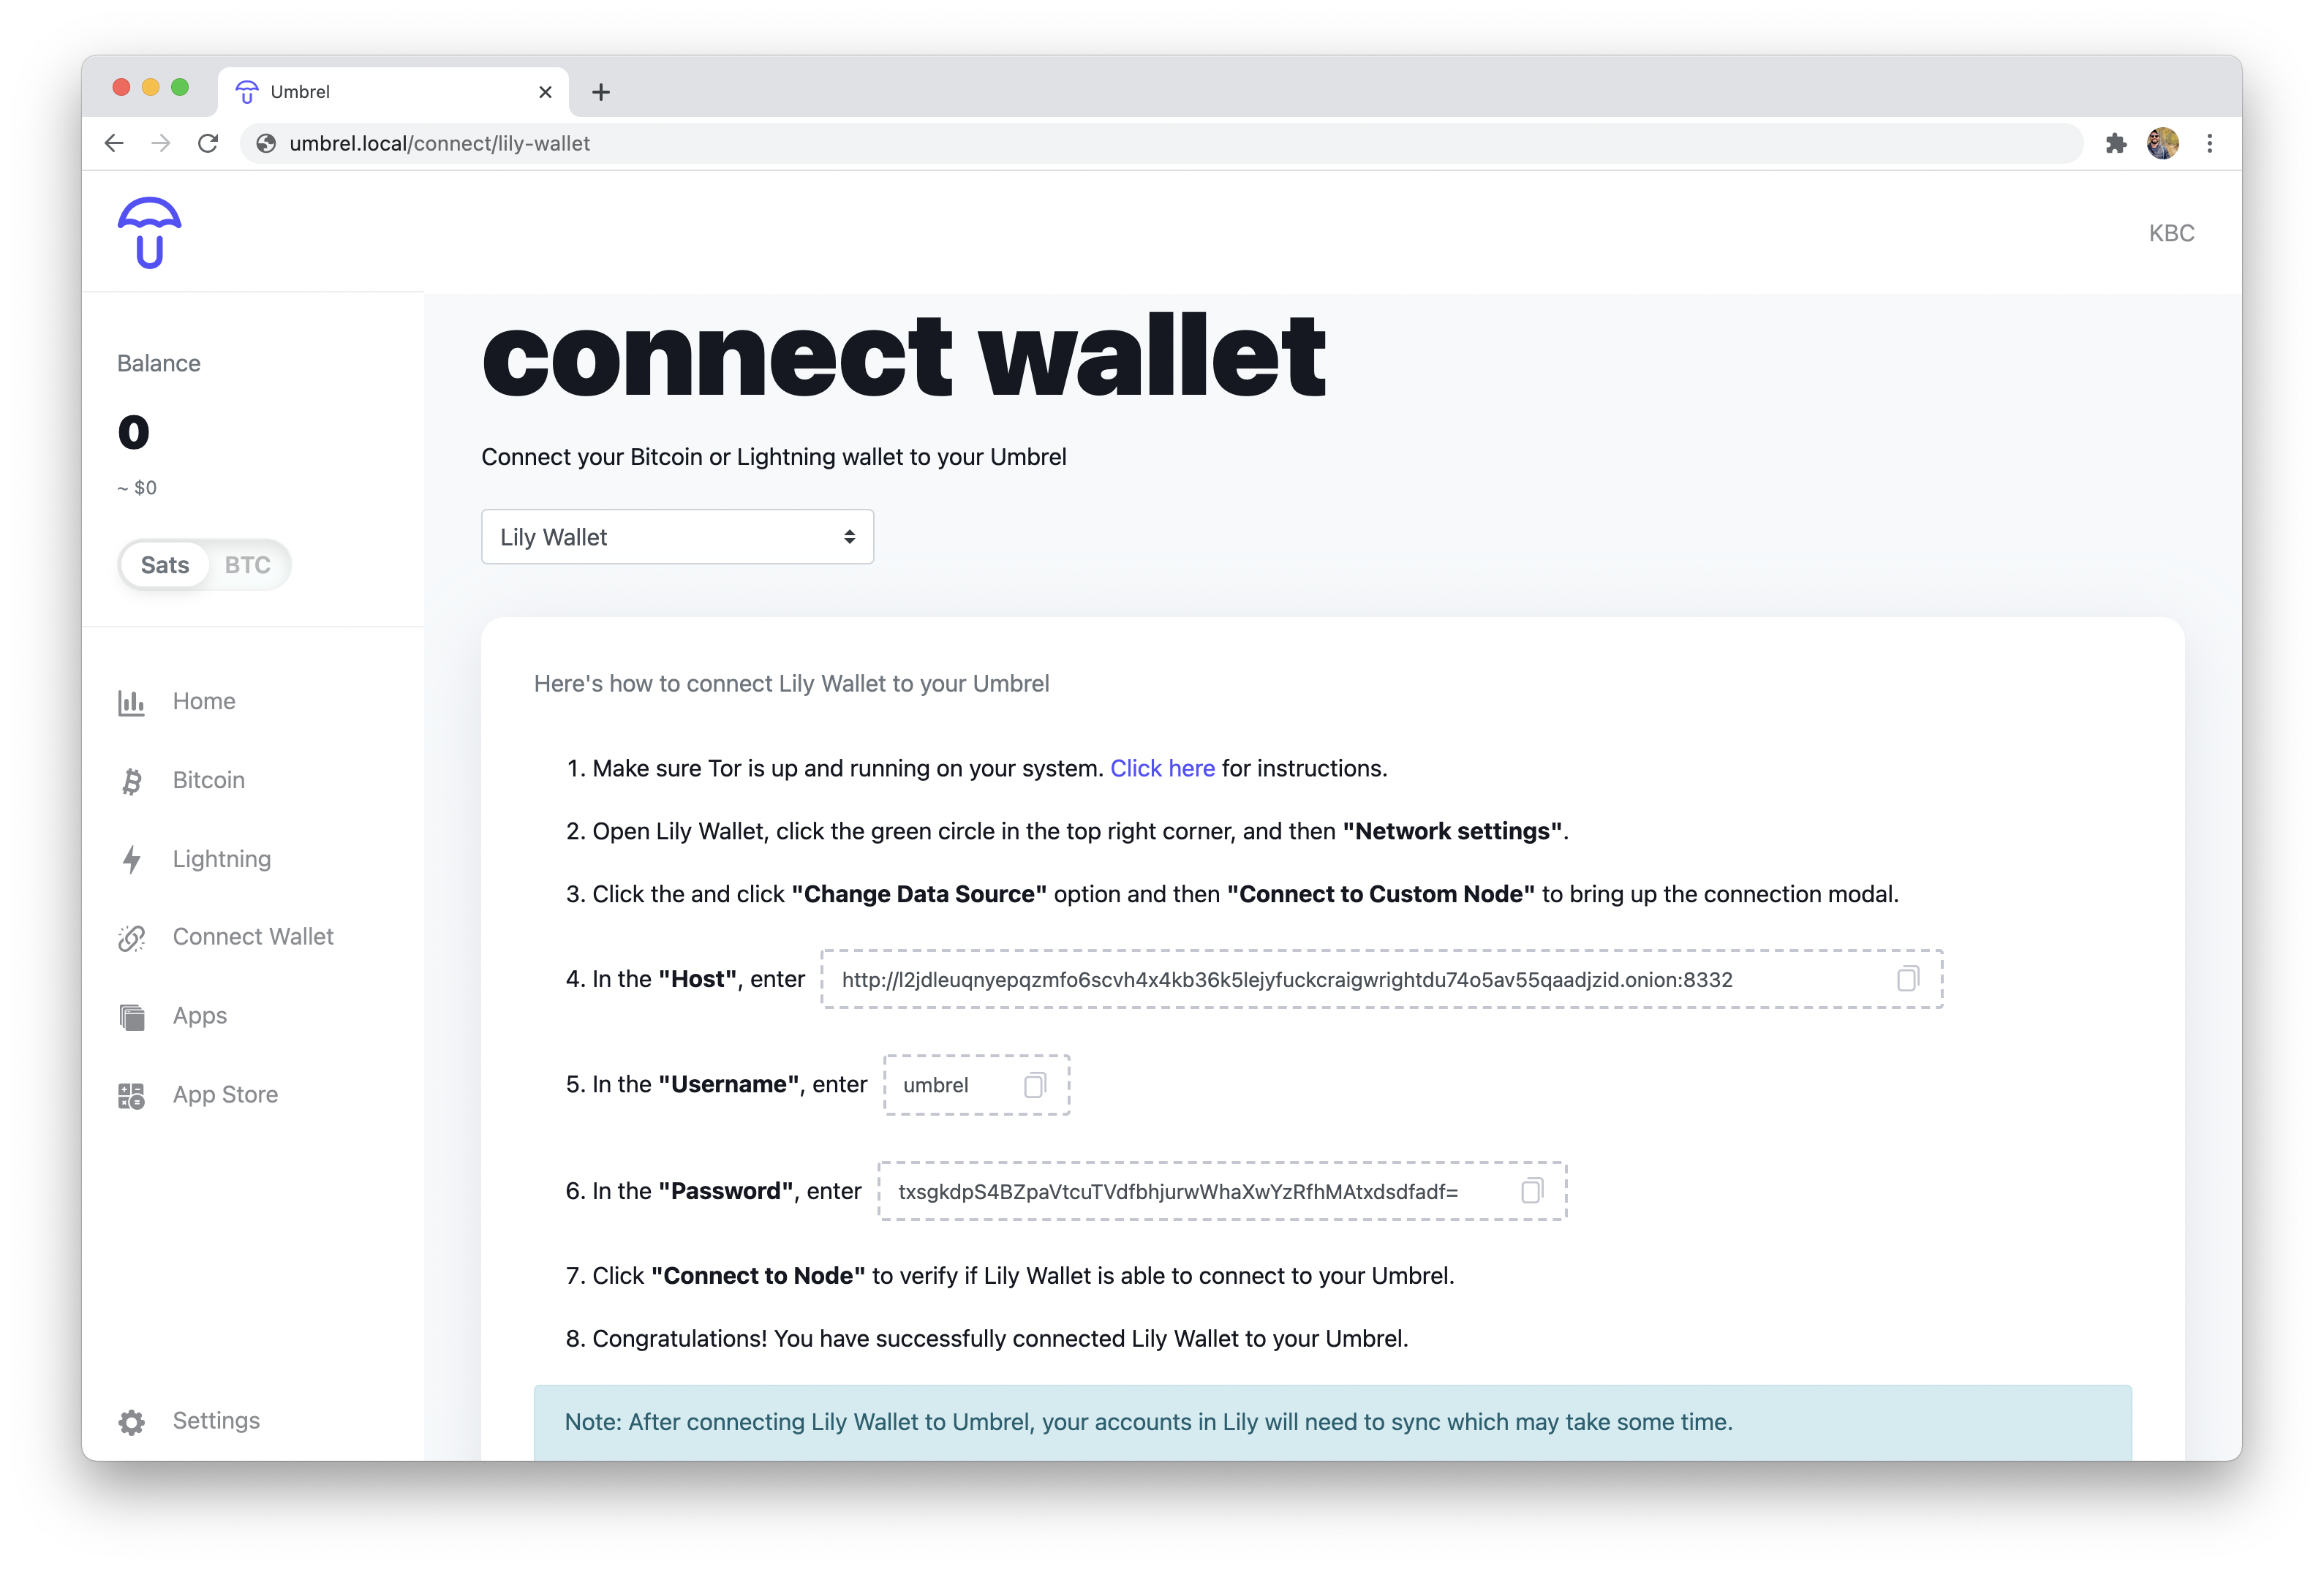 Umbrel
umbrel.local/connect/lily-wallet
KBC
Balance
0
~ $0
Sats BTC
Home
Bitcoin
Lightning
Connect Wallet
Apps
App Store
Settings
connect wallet
Connect your Bitcoin or Lightning wallet to your Umbrel
Lily Wallet
Here's how to connect Lily Wallet to your Umbrel
1. Make sure Tor is up and running on your system. Click here for instructions.
2. Open Lily Wallet, click the green circle in the top right corner, and then "Network settings".
3. Click the and click "Change Data Source" option and then "Connect to Custom Node" to bring up the connection modal.
4. In the "Host", enter http://l2jdleuqnyepqzmfo6scvh4x4kb36k5lejyfuckcraigwrightdu74o5av55qaadjzid.onion:8332
5. In the "Username", enter umbrel
6. In the "Password", enter txsgkdpS4BZpaVtcuTVdfbhjurwWhaXwYzRfhMAtxdsdfadf=
7. Click "Connect to Node" to verify if Lily Wallet is able to connect to your Umbrel.
8. Congratulations! You have successfully connected Lily Wallet to your Umbrel.
Note: After connecting Lily Wallet to Umbrel, your accounts in Lily will need to sync which may take some time.